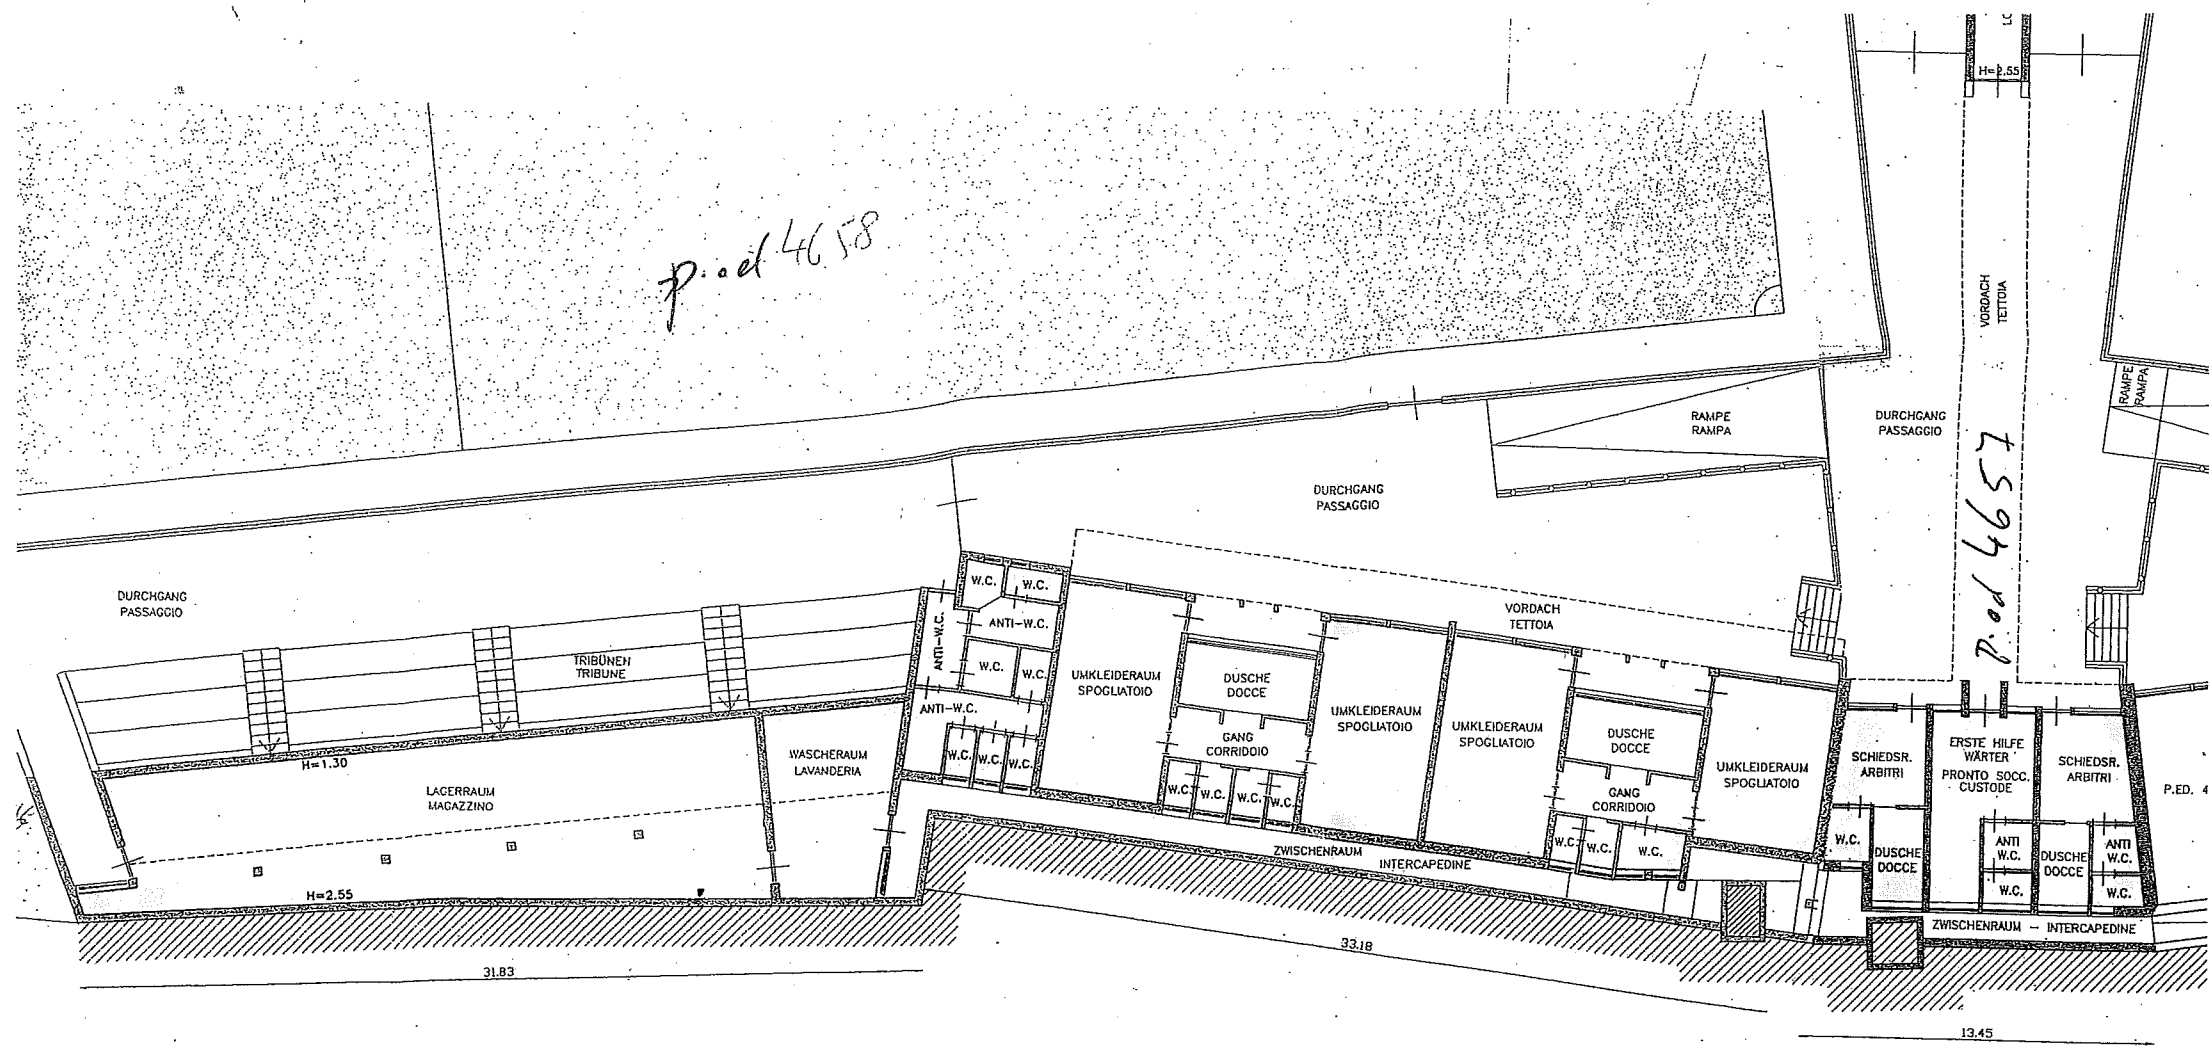 LO
H=2.55
p.ed 4658
VORDACH
TETTOIA
RAMPE
RAMPA
RAMPE
RAMPA
DURCHGANG
PASSAGGIO
p.ed 4657
DURCHGANG
PASSAGGIO
DURCHGANG
PASSAGGIO
TRIBÜNEN
TRIBUNE
W.C.
W.C.
ANTI-W.C.
ANTI-W.C.
W.C.
W.C.
ANTI-W.C.
W.C.
W.C.
W.C.
VORDACH
TETTOIA
UMKLEIDERAUM
SPOGLIATOIO
DUSCHE
DOCCE
GANG
CORRIDOIO
W.C.
W.C.
W.C.
W.C.
UMKLEIDERAUM
SPOGLIATOIO
UMKLEIDERAUM
SPOGLIATOIO
DUSCHE
DOCCE
GANG
CORRIDOIO
W.C.
W.C.
W.C.
UMKLEIDERAUM
SPOGLIATOIO
SCHIEDSR.
ARBITRI
W.C.
DUSCHE
DOCCE
ERSTE HILFE
WÄRTER
PRONTO SOCC.
CUSTODE
ANTI
W.C.
W.C.
SCHIEDSR.
ARBITRI
DUSCHE
DOCCE
ANTI
W.C.
W.C.
P.ED. 4
H=1.30
LAGERRAUM
MAGAZZINO
WASCHERAUM
LAVANDERIA
H=2.55
ZWISCHENRAUM INTERCAPEDINE
ZWISCHENRAUM - INTERCAPEDINE
31.83
33.18
13.45